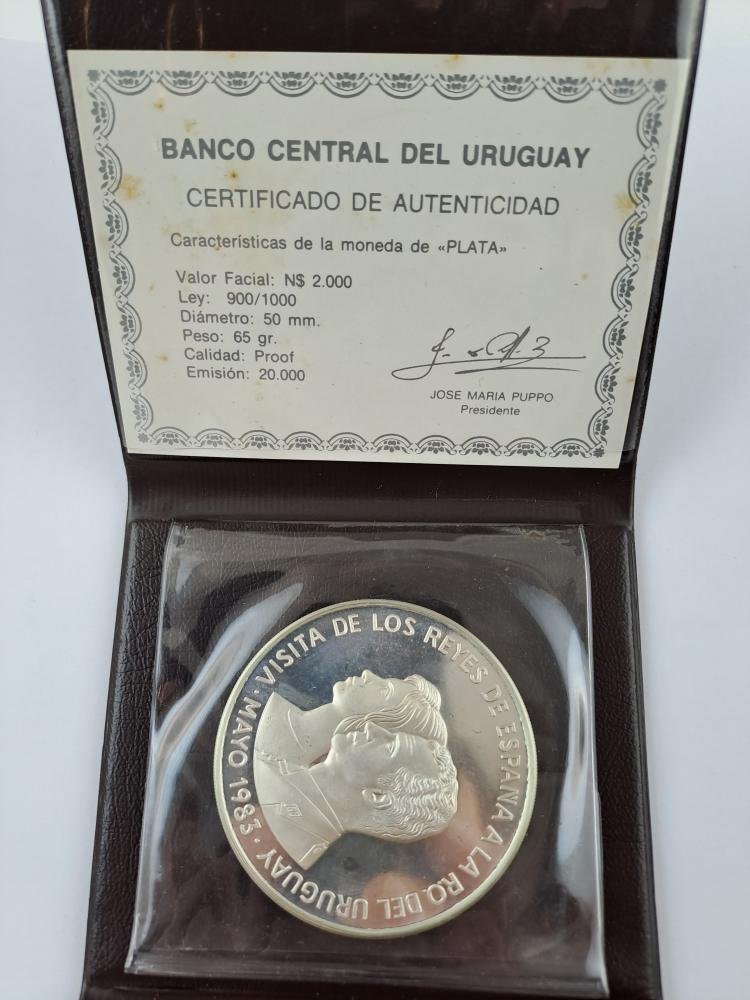 BANCO CENTRAL DEL URUGUAY
CERTIFICADO DE AUTENTICIDAD
Características de la moneda de «PLATA»
Valor Facial: N$ 2.000
Ley: 900/1000
Diámetro: 50 mm.
Peso: 65 gr.
Calidad: Proof
Emisión: 20.000
JOSE MARIA PUPPO
Presidente
VISITA DE LOS REYES DE ESPAÑA A LA RO. DEL URUGUAY · MAYO 1983 ·